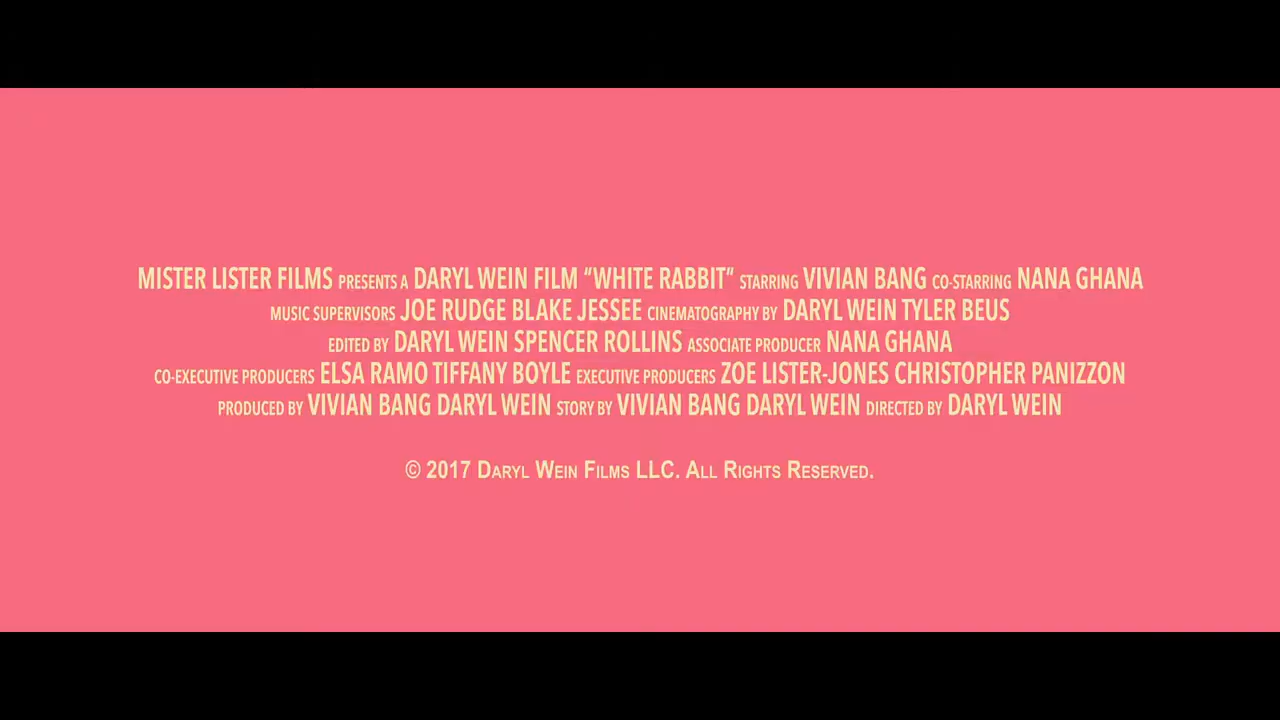 MISTER LISTER FILMS PRESENTS A DARYL WEIN FILM “WHITE RABBIT“ STARRING VIVIAN BANG CO-STARRING NANA GHANA
MUSIC SUPERVISORS JOE RUDGE BLAKE JESSEE CINEMATOGRAPHY BY DARYL WEIN TYLER BEUS
EDITED BY DARYL WEIN SPENCER ROLLINS ASSOCIATE PRODUCER NANA GHANA
CO-EXECUTIVE PRODUCERS ELSA RAMO TIFFANY BOYLE EXECUTIVE PRODUCERS ZOE LISTER-JONES CHRISTOPHER PANIZZON
PRODUCED BY VIVIAN BANG DARYL WEIN STORY BY VIVIAN BANG DARYL WEIN DIRECTED BY DARYL WEIN
© 2017 DARYL WEIN FILMS LLC. ALL RIGHTS RESERVED.